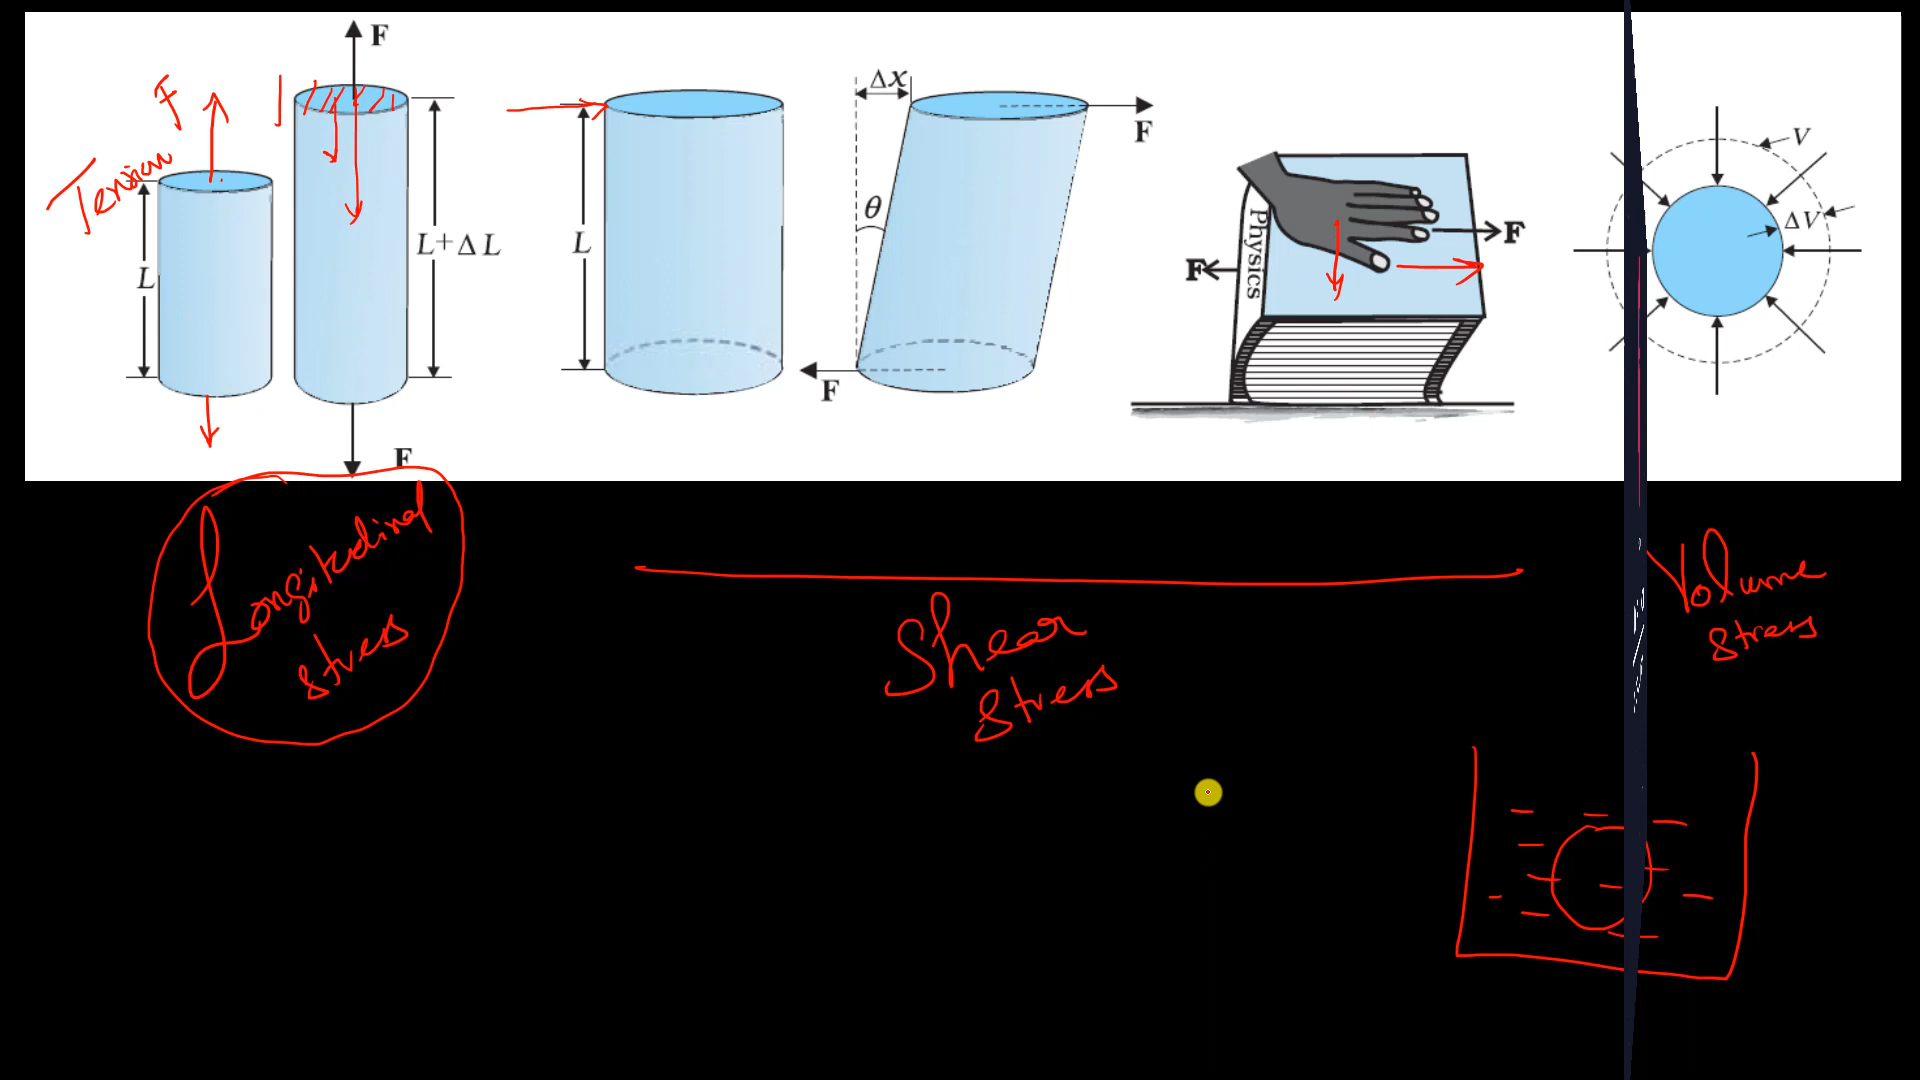 F
F
Tension
L
L+ΔL
F
L
Δx
θ
F
F
Physics
F
F
V
ΔV
Longitudinal
stress
Shear
stress
Volume
stress